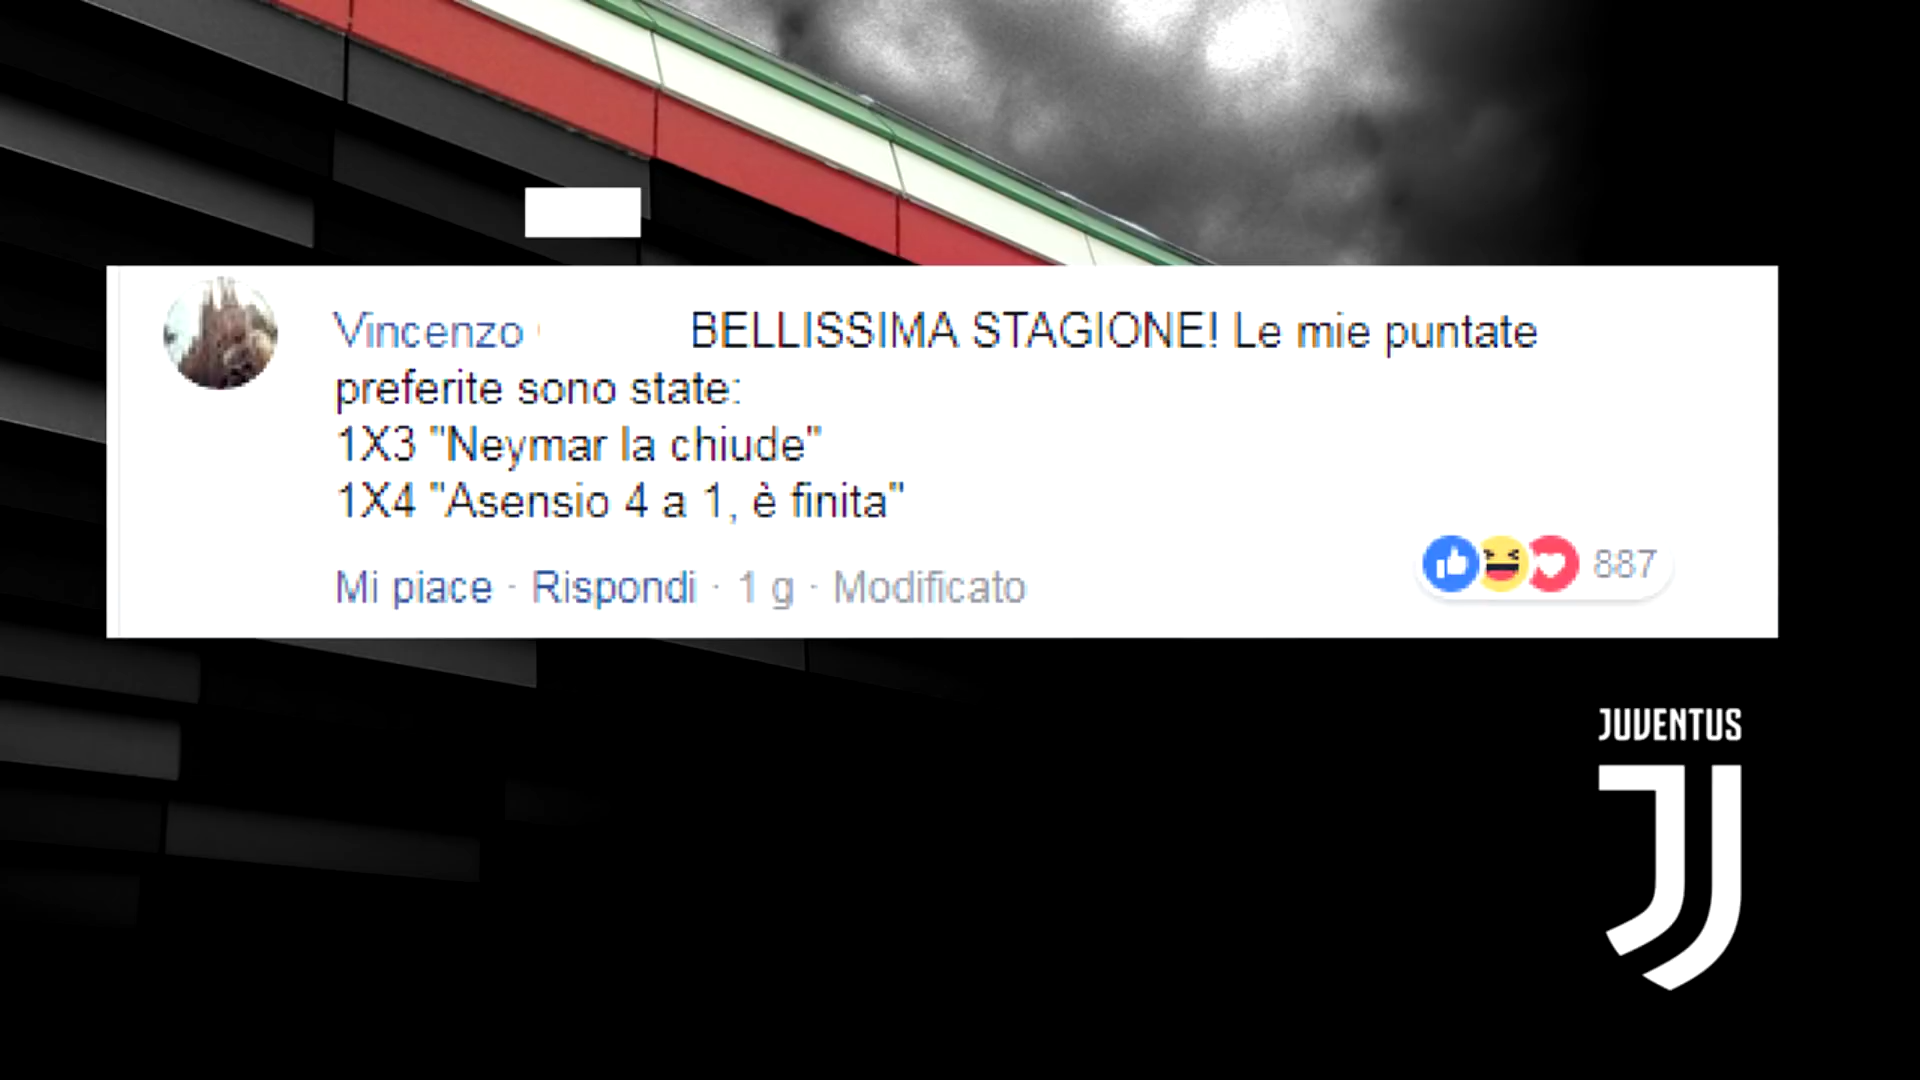 Vincenzo BELLISSIMA STAGIONE! Le mie puntate
preferite sono state:
1X3 "Neymar la chiude"
1X4 "Asensio 4 a 1, è finita"
Mi piace · Rispondi · 1 g · Modificato
887
JUVENTUS